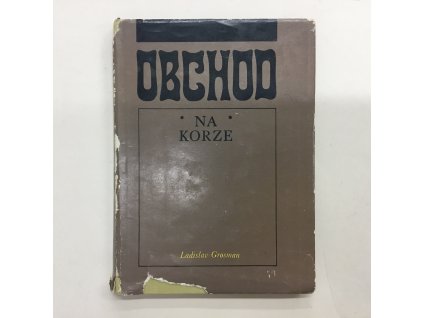 OBCHOD
* NA *
KORZE
Ladislav Grosman